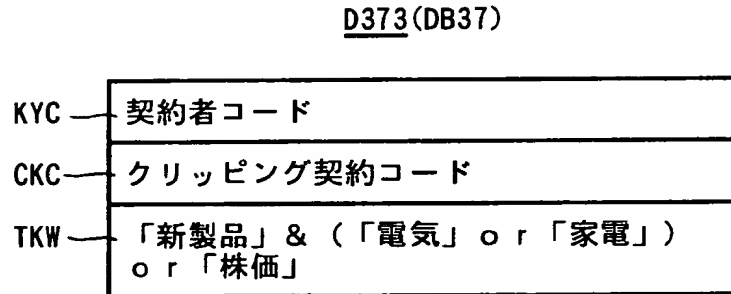 D373(DB37)
KYC 契約者コード
CKC クリッピング契約コード
TKW 「新製品」&（「電気」ｏｒ「家電」）
ｏｒ「株価」